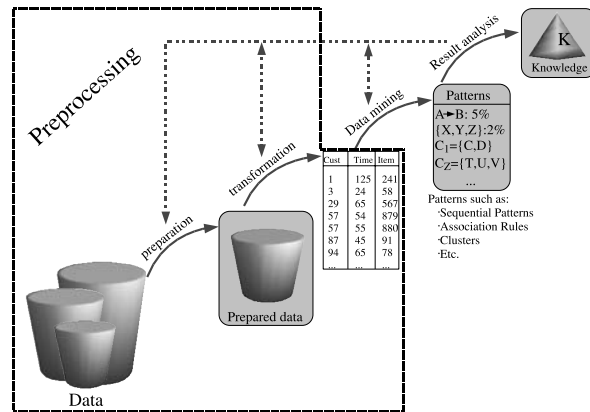 Preprocessing
Data
preparation
Prepared data
transformation
Cust Time Item
1 125 241
3 24 58
29 65 567
57 54 879
57 55 880
87 45 91
94 65 78
... ... ...
Data mining
Patterns
A→B: 5%
{X,Y,Z}:2%
C1={C,D}
CZ={T,U,V}
...
Patterns such as:
·Sequential Patterns
·Association Rules
·Clusters
·Etc.
Result analysis
K
Knowledge